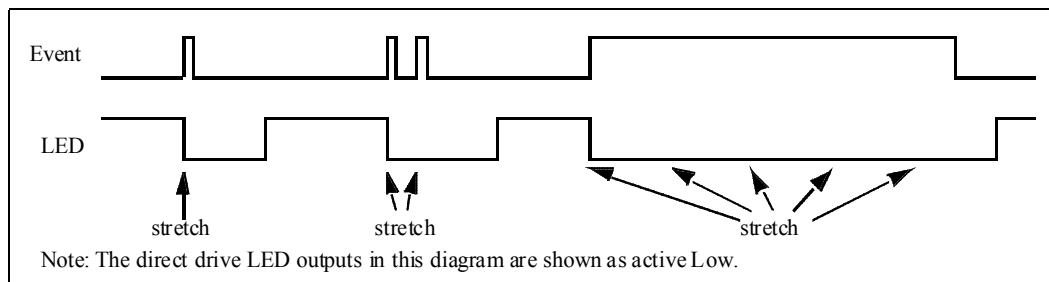 Event
LED
stretch stretch stretch
Note: The direct drive LED outputs in this diagram are shown as active Low.